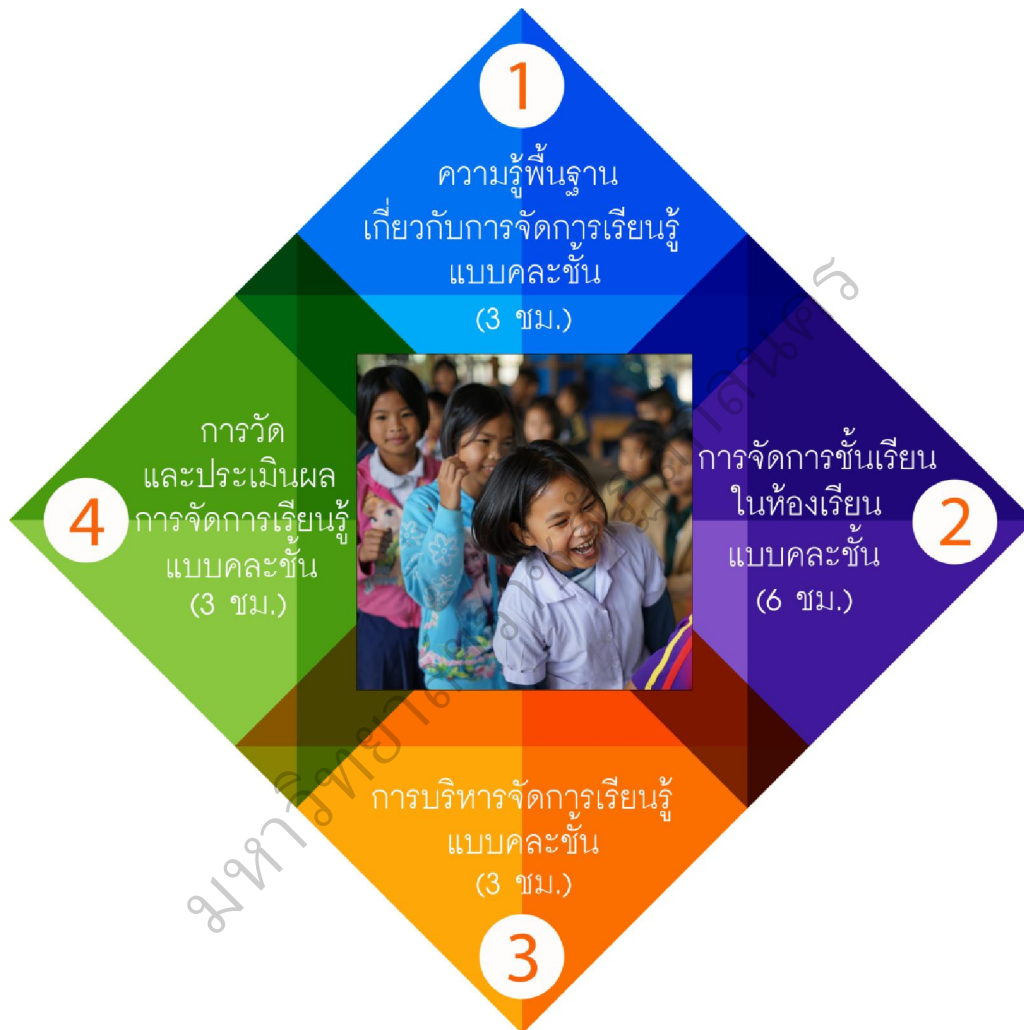 1
ความรู้พื้นฐาน
เกี่ยวกับการจัดการเรียนรู้
แบบคละชั้น
(3 ชม.)
2
การจัดการชั้นเรียน
ในห้องเรียน
แบบคละชั้น
(6 ชม.)
3
การบริหารจัดการเรียนรู้
แบบคละชั้น
(3 ชม.)
4
การวัด
และประเมินผล
การจัดการเรียนรู้
แบบคละชั้น
(3 ชม.)